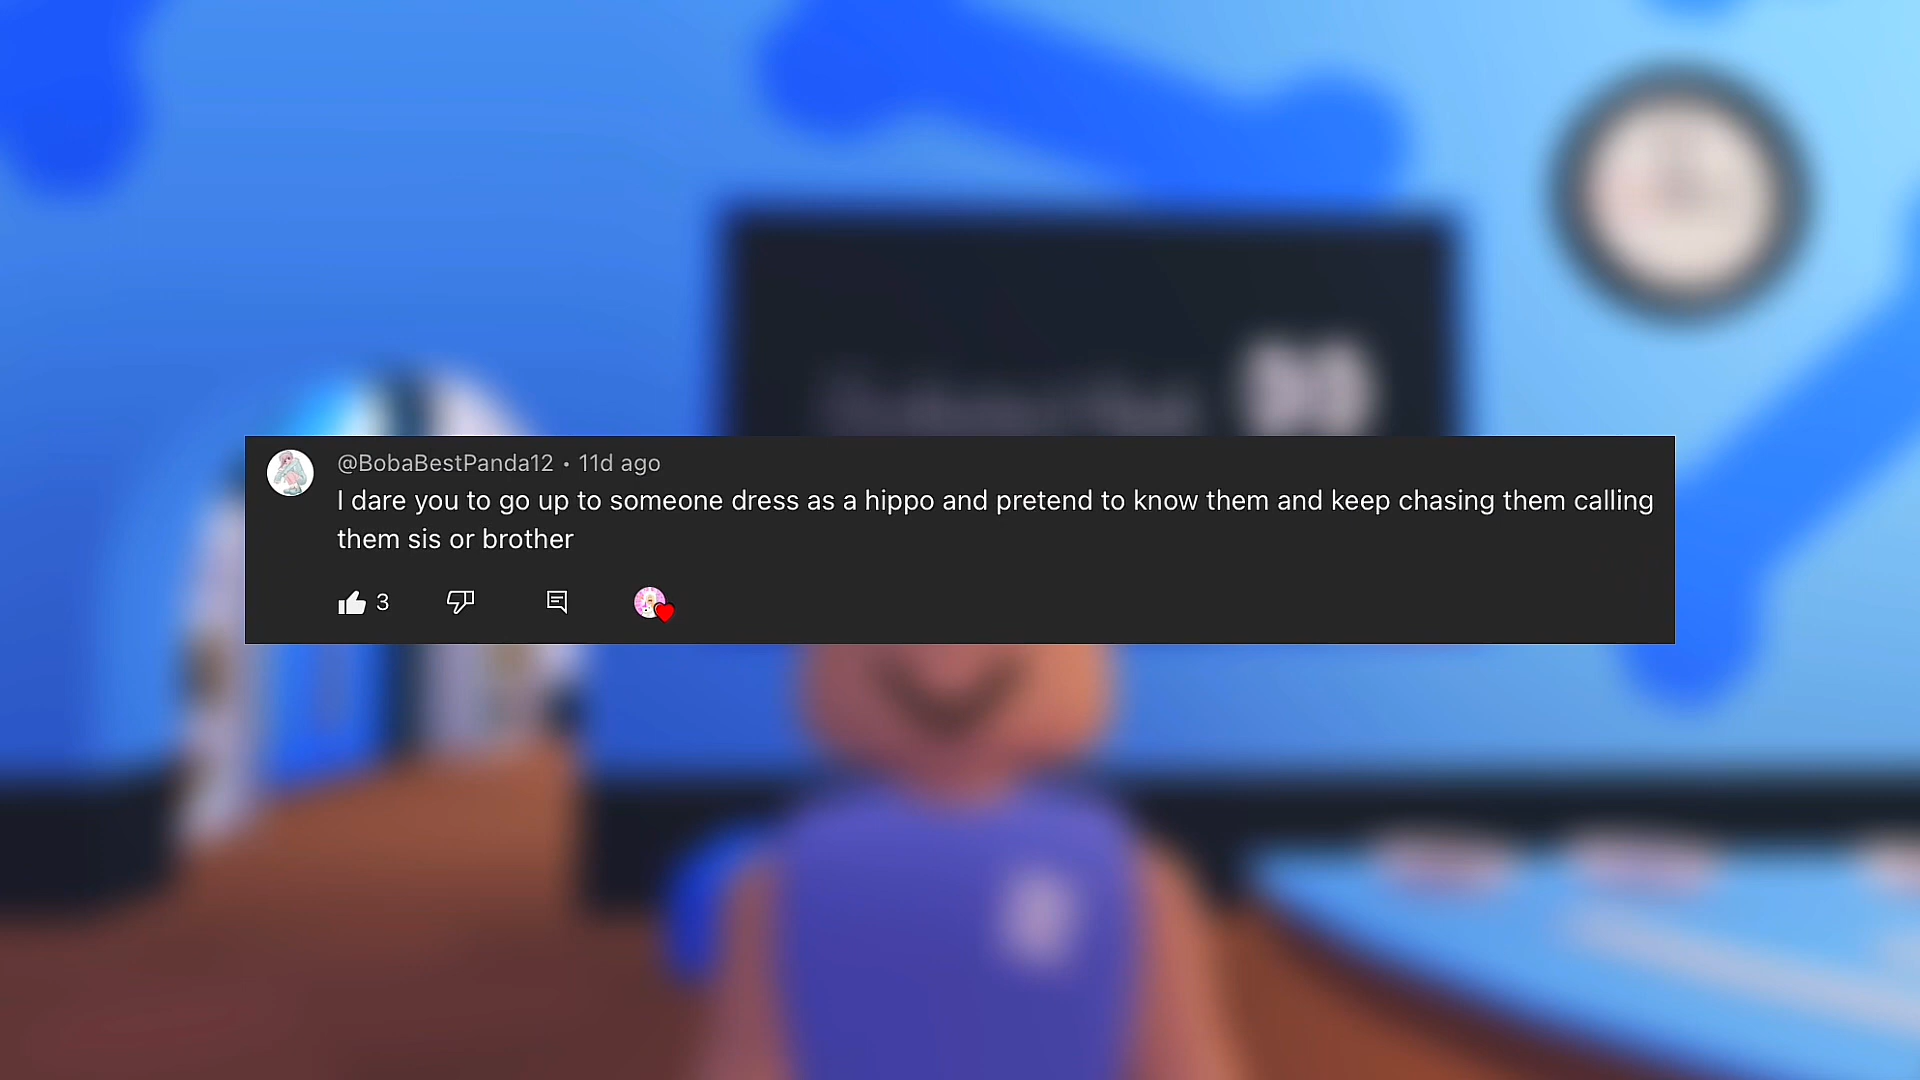 @BobaBestPanda12 • 11d ago
I dare you to go up to someone dress as a hippo and pretend to know them and keep chasing them calling
them sis or brother
3